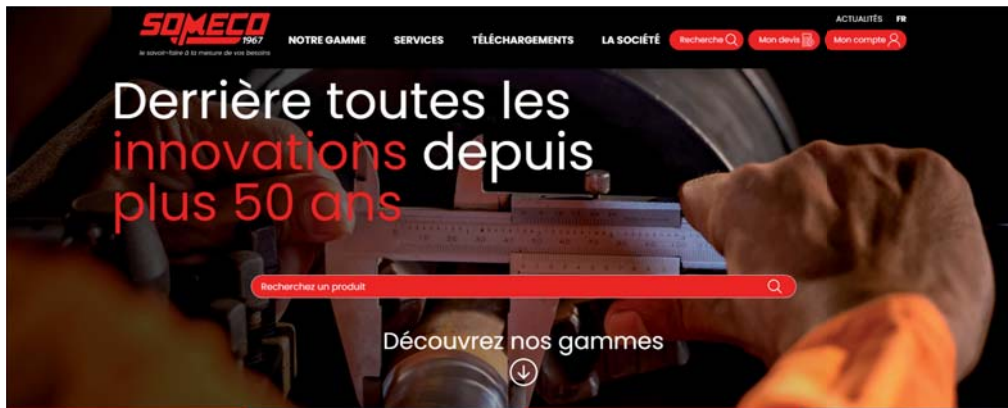 ACTUALITÉS FR
SOMECO
1967
le savoir-faire à la mesure de vos besoins
NOTRE GAMME SERVICES TÉLÉCHARGEMENTS LA SOCIÉTÉ Recherche Mon devis Mon compte
Derrière toutes les
innovations depuis
plus 50 ans
Recherchez un produit
Découvrez nos gammes